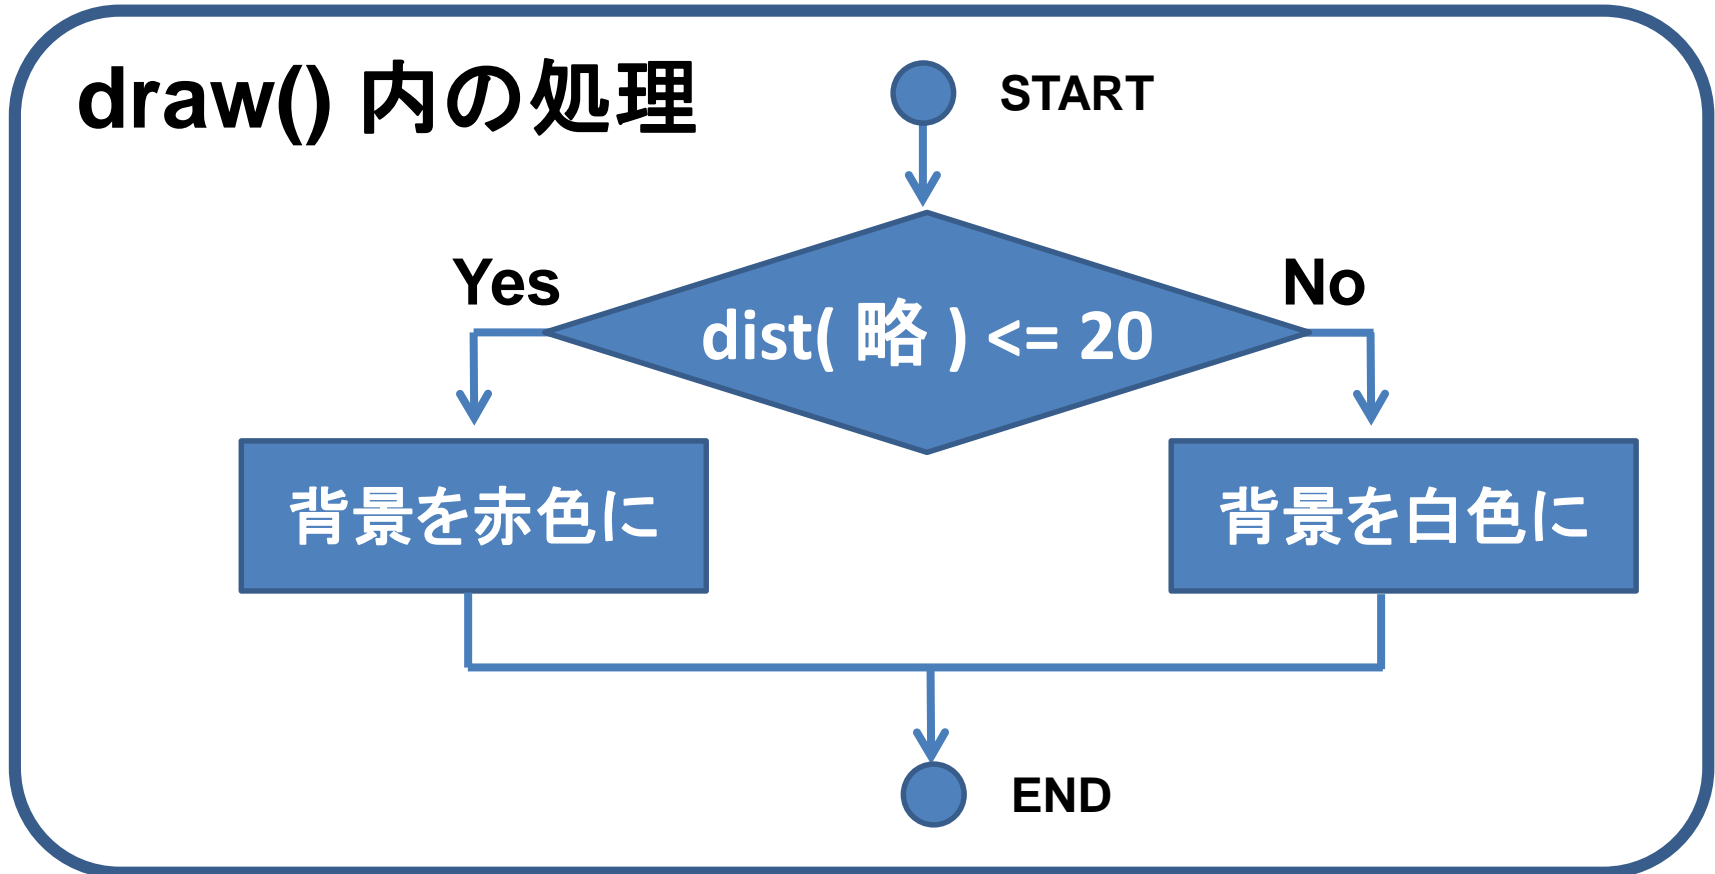 draw() 内の処理
START
Yes
No
dist( 略 ) <= 20
背景を赤色に
背景を白色に
END